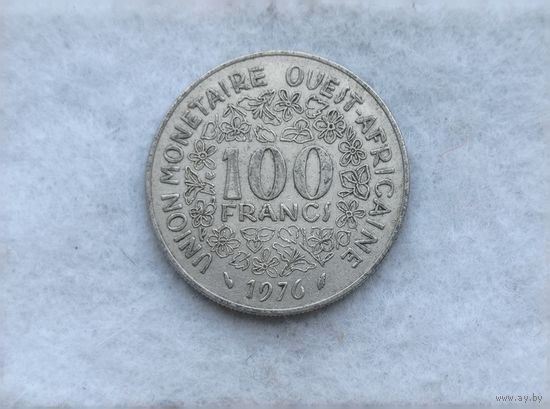 UNION MONETAIRE OUEST-AFRICAINE
100
FRANCS
1976
www.ay.by